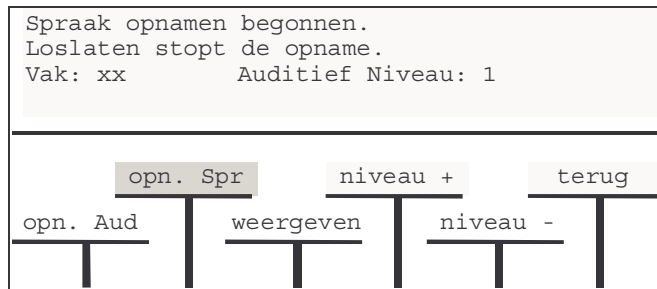 Spraak opnamen begonnen.
Loslaten stopt de opname.
Vak: xx Auditief Niveau: 1
opn. Spr niveau + terug
opn. Aud weergeven niveau -